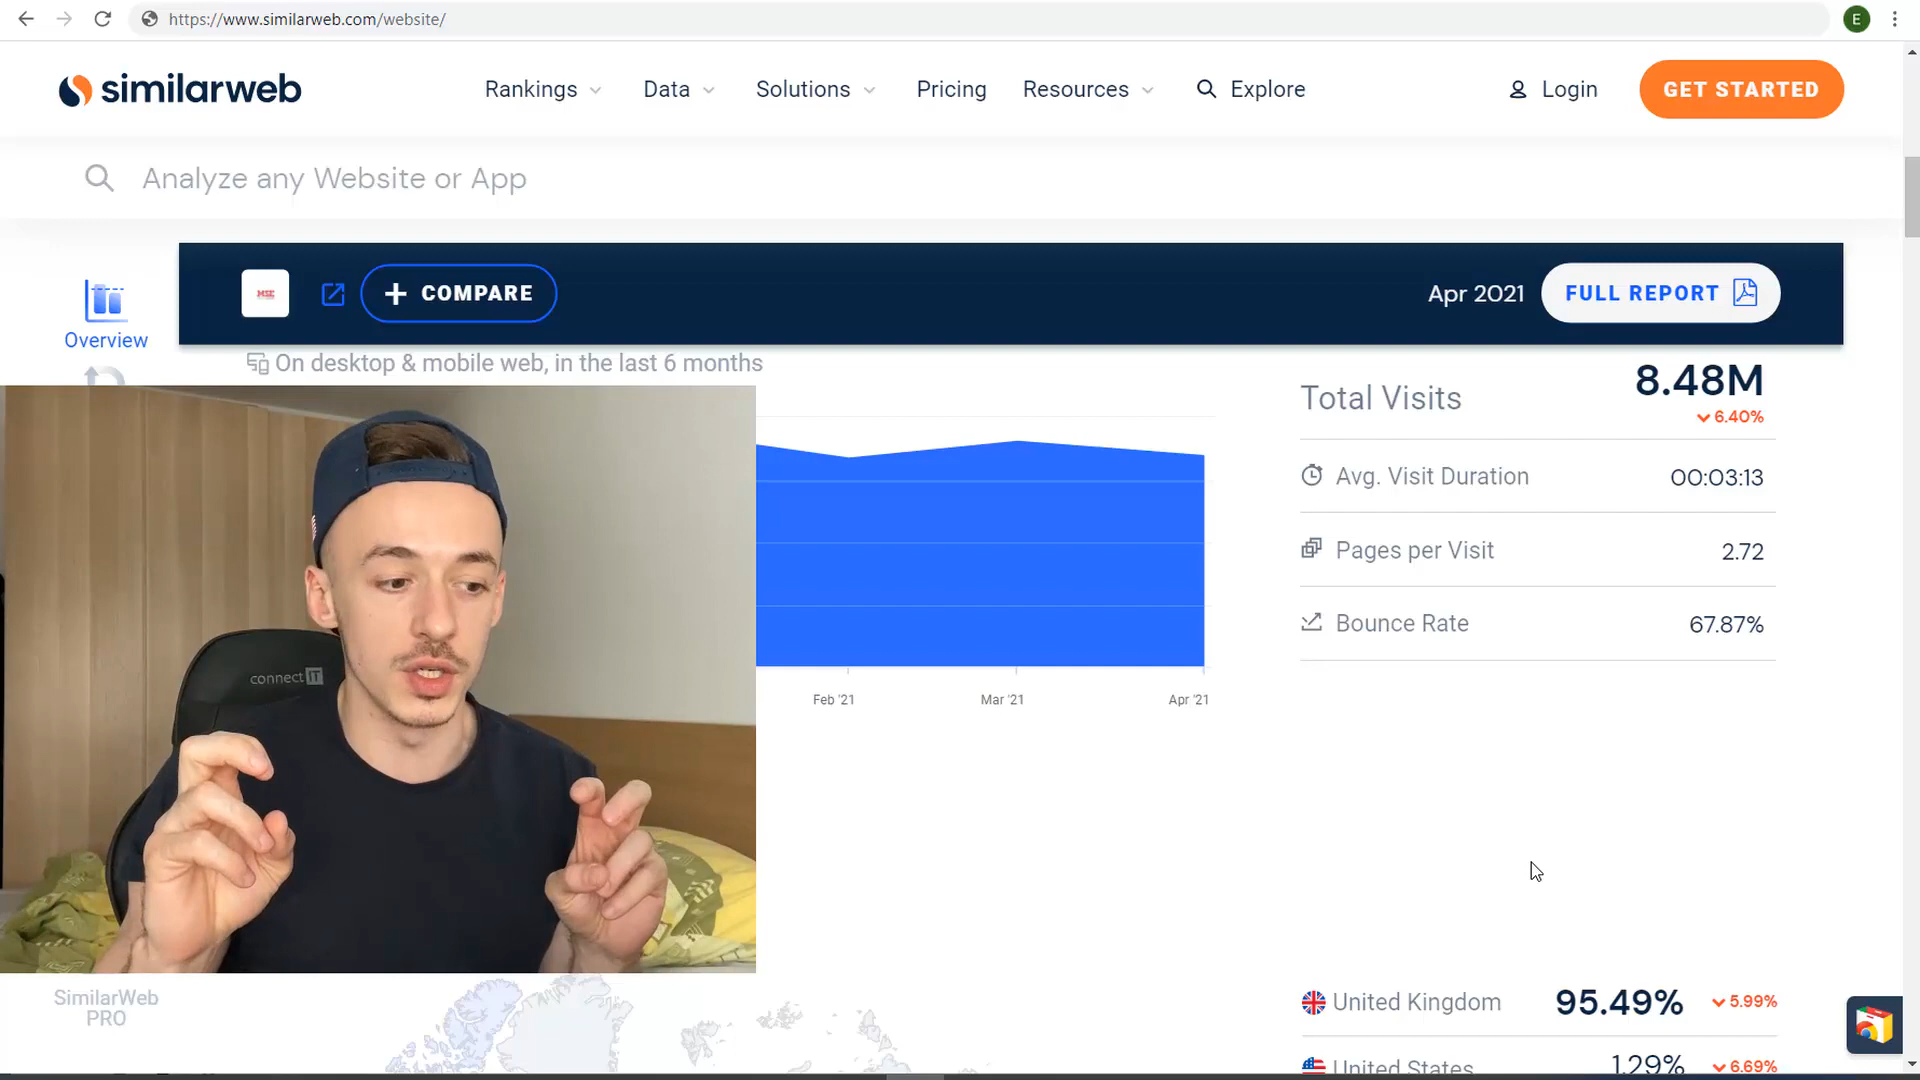 https://www.similarweb.com/website/
E
similarweb
Rankings
Data
Solutions
Pricing
Resources
Explore
Login
GET STARTED
Analyze any Website or App
Overview
MSE
+ COMPARE
Apr 2021
FULL REPORT
On desktop & mobile web, in the last 6 months
Total Visits
8.48M
6.40%
Avg. Visit Duration
00:03:13
Pages per Visit
2.72
Bounce Rate
67.87%
Feb '21
Mar '21
Apr '21
connect IT
SimilarWeb
PRO
United Kingdom
95.49%
5.99%
United States
1.29%
6.69%